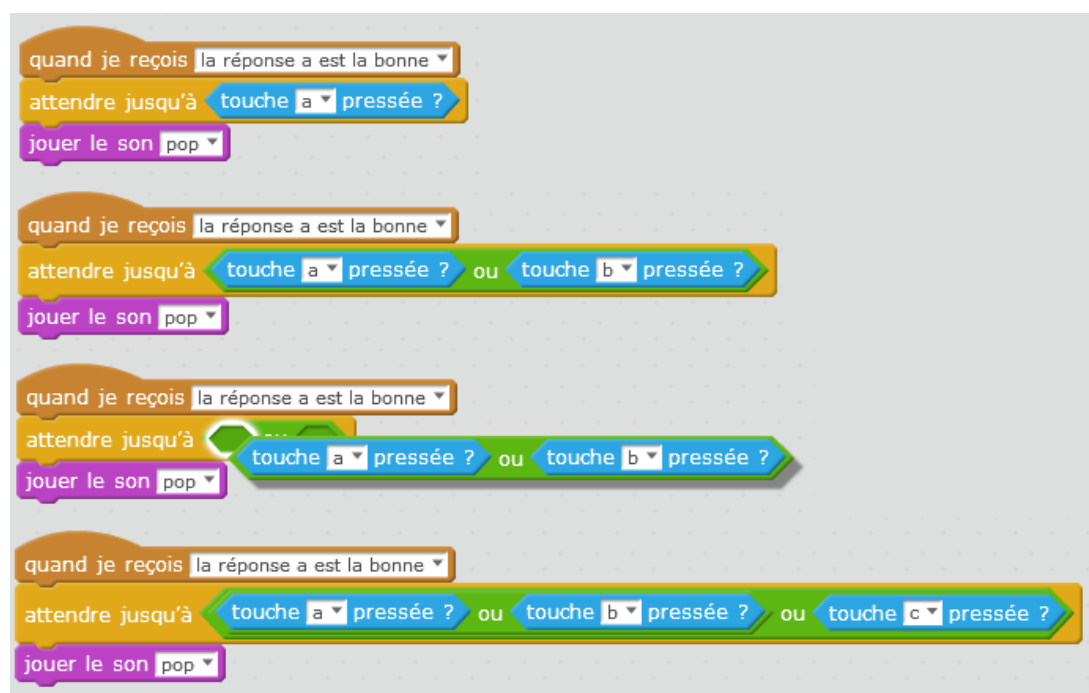 quand je reçois la réponse a est la bonne
attendre jusqu'à touche a pressée ?
jouer le son pop
quand je reçois la réponse a est la bonne
attendre jusqu'à touche a pressée ? ou touche b pressée ?
jouer le son pop
quand je reçois la réponse a est la bonne
attendre jusqu'à
touche a pressée ? ou touche b pressée ?
jouer le son pop
quand je reçois la réponse a est la bonne
attendre jusqu'à touche a pressée ? ou touche b pressée ? ou touche c pressée ?
jouer le son pop